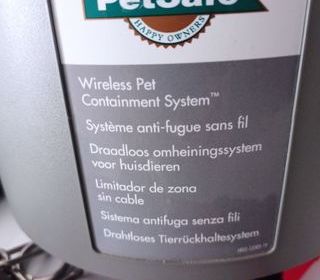 PetSafe
HAPPY OWNERS
Wireless Pet
Containment System™
Système anti-fugue sans fil
Draadloos omheiningssystem
voor huisdieren
Limitador de zona
sin cable
Sistema antifuga senza fili
Drahtloses Tierrückhaltesystem